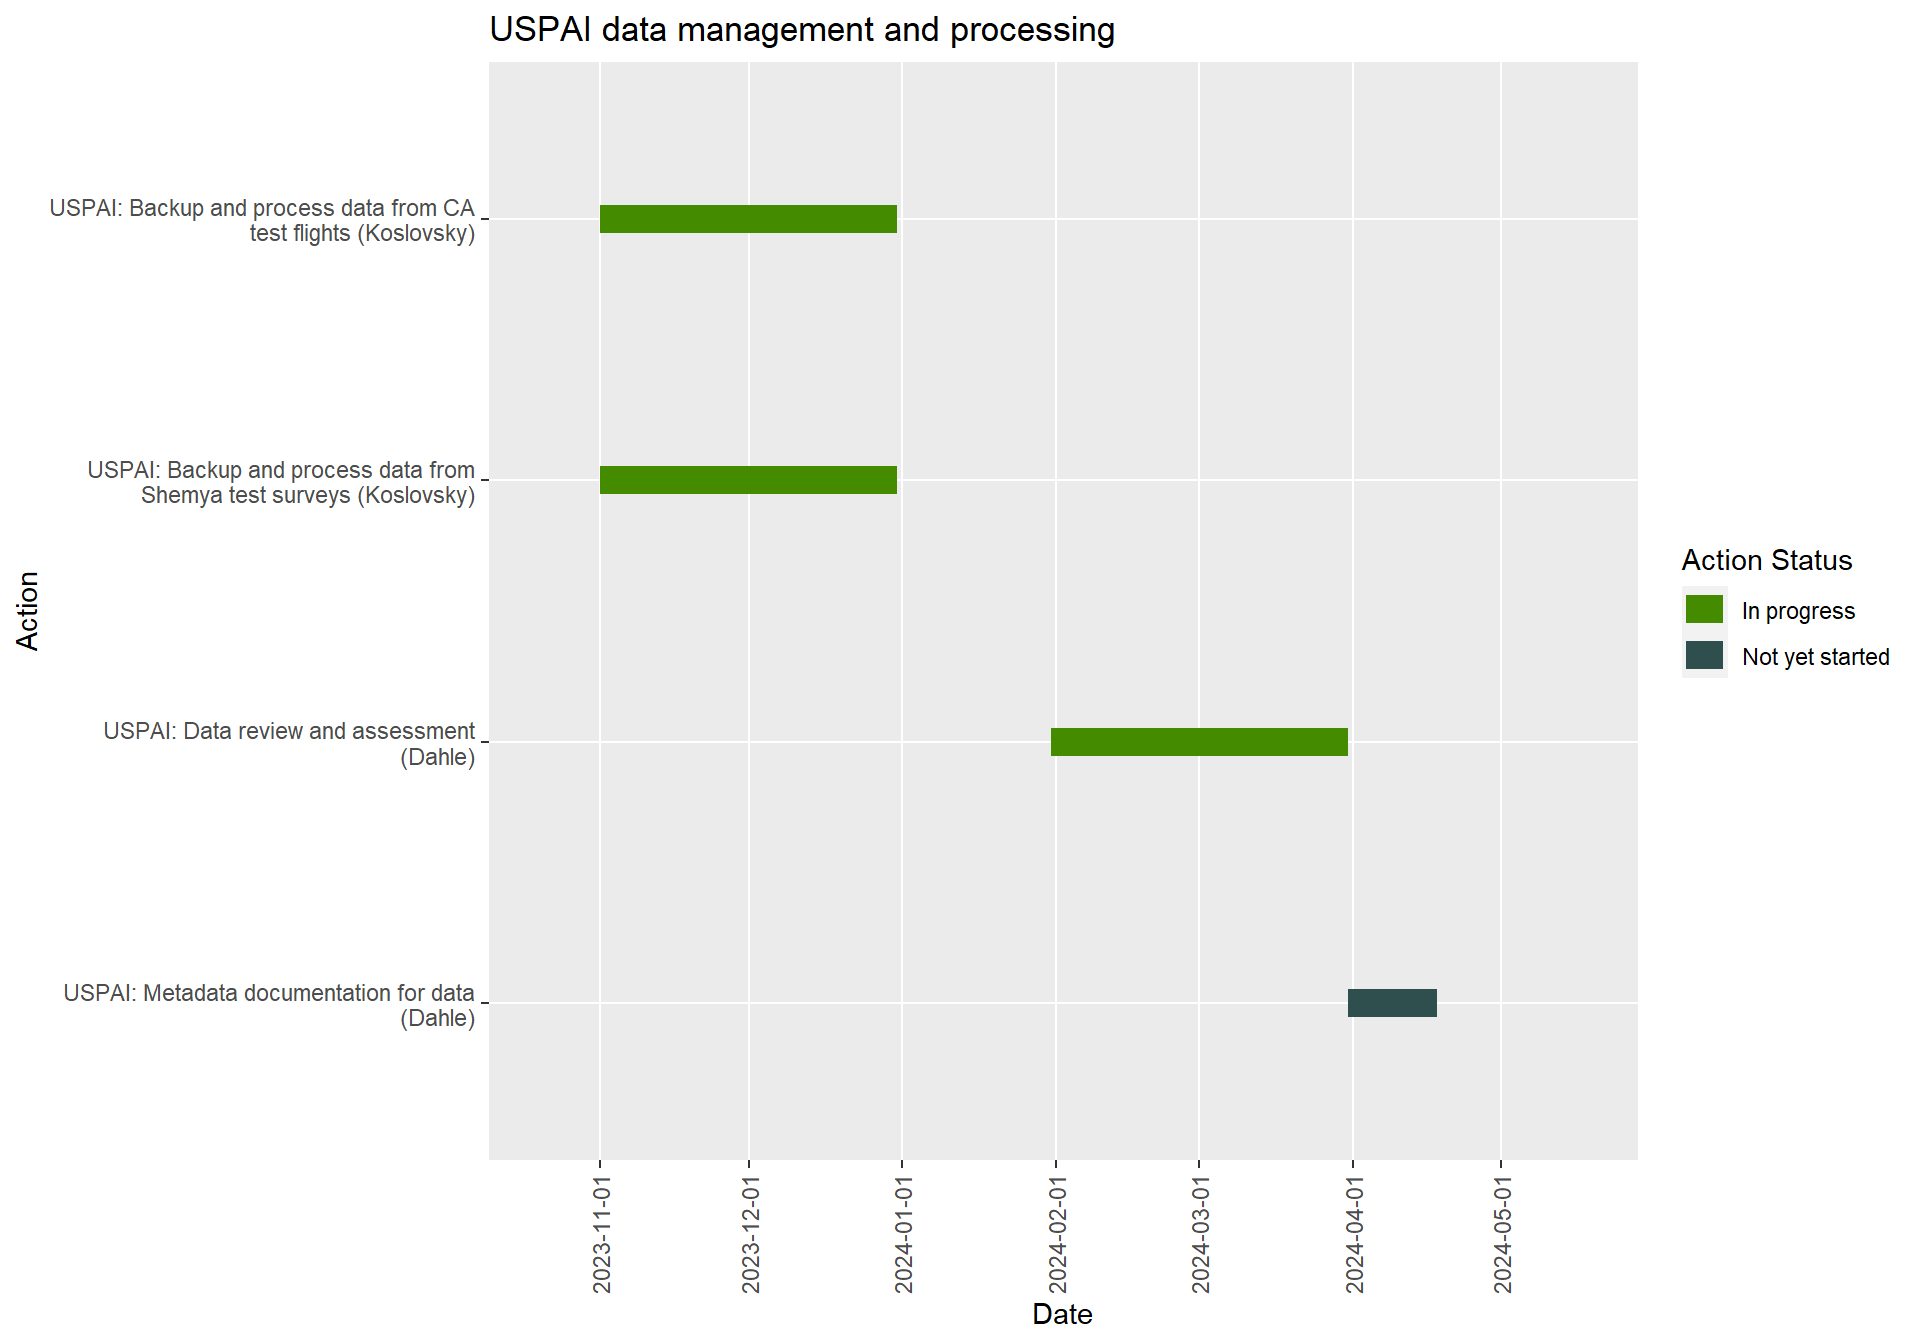 USPAI data management and processing
USPAI: Backup and process data from CA
test flights (Koslovsky)
USPAI: Backup and process data from
Shemya test surveys (Koslovsky)
USPAI: Data review and assessment
(Dahle)
USPAI: Metadata documentation for data
(Dahle)
Action
2023-11-01
2023-12-01
2024-01-01
2024-02-01
2024-03-01
2024-04-01
2024-05-01
Date
Action Status
In progress
Not yet started